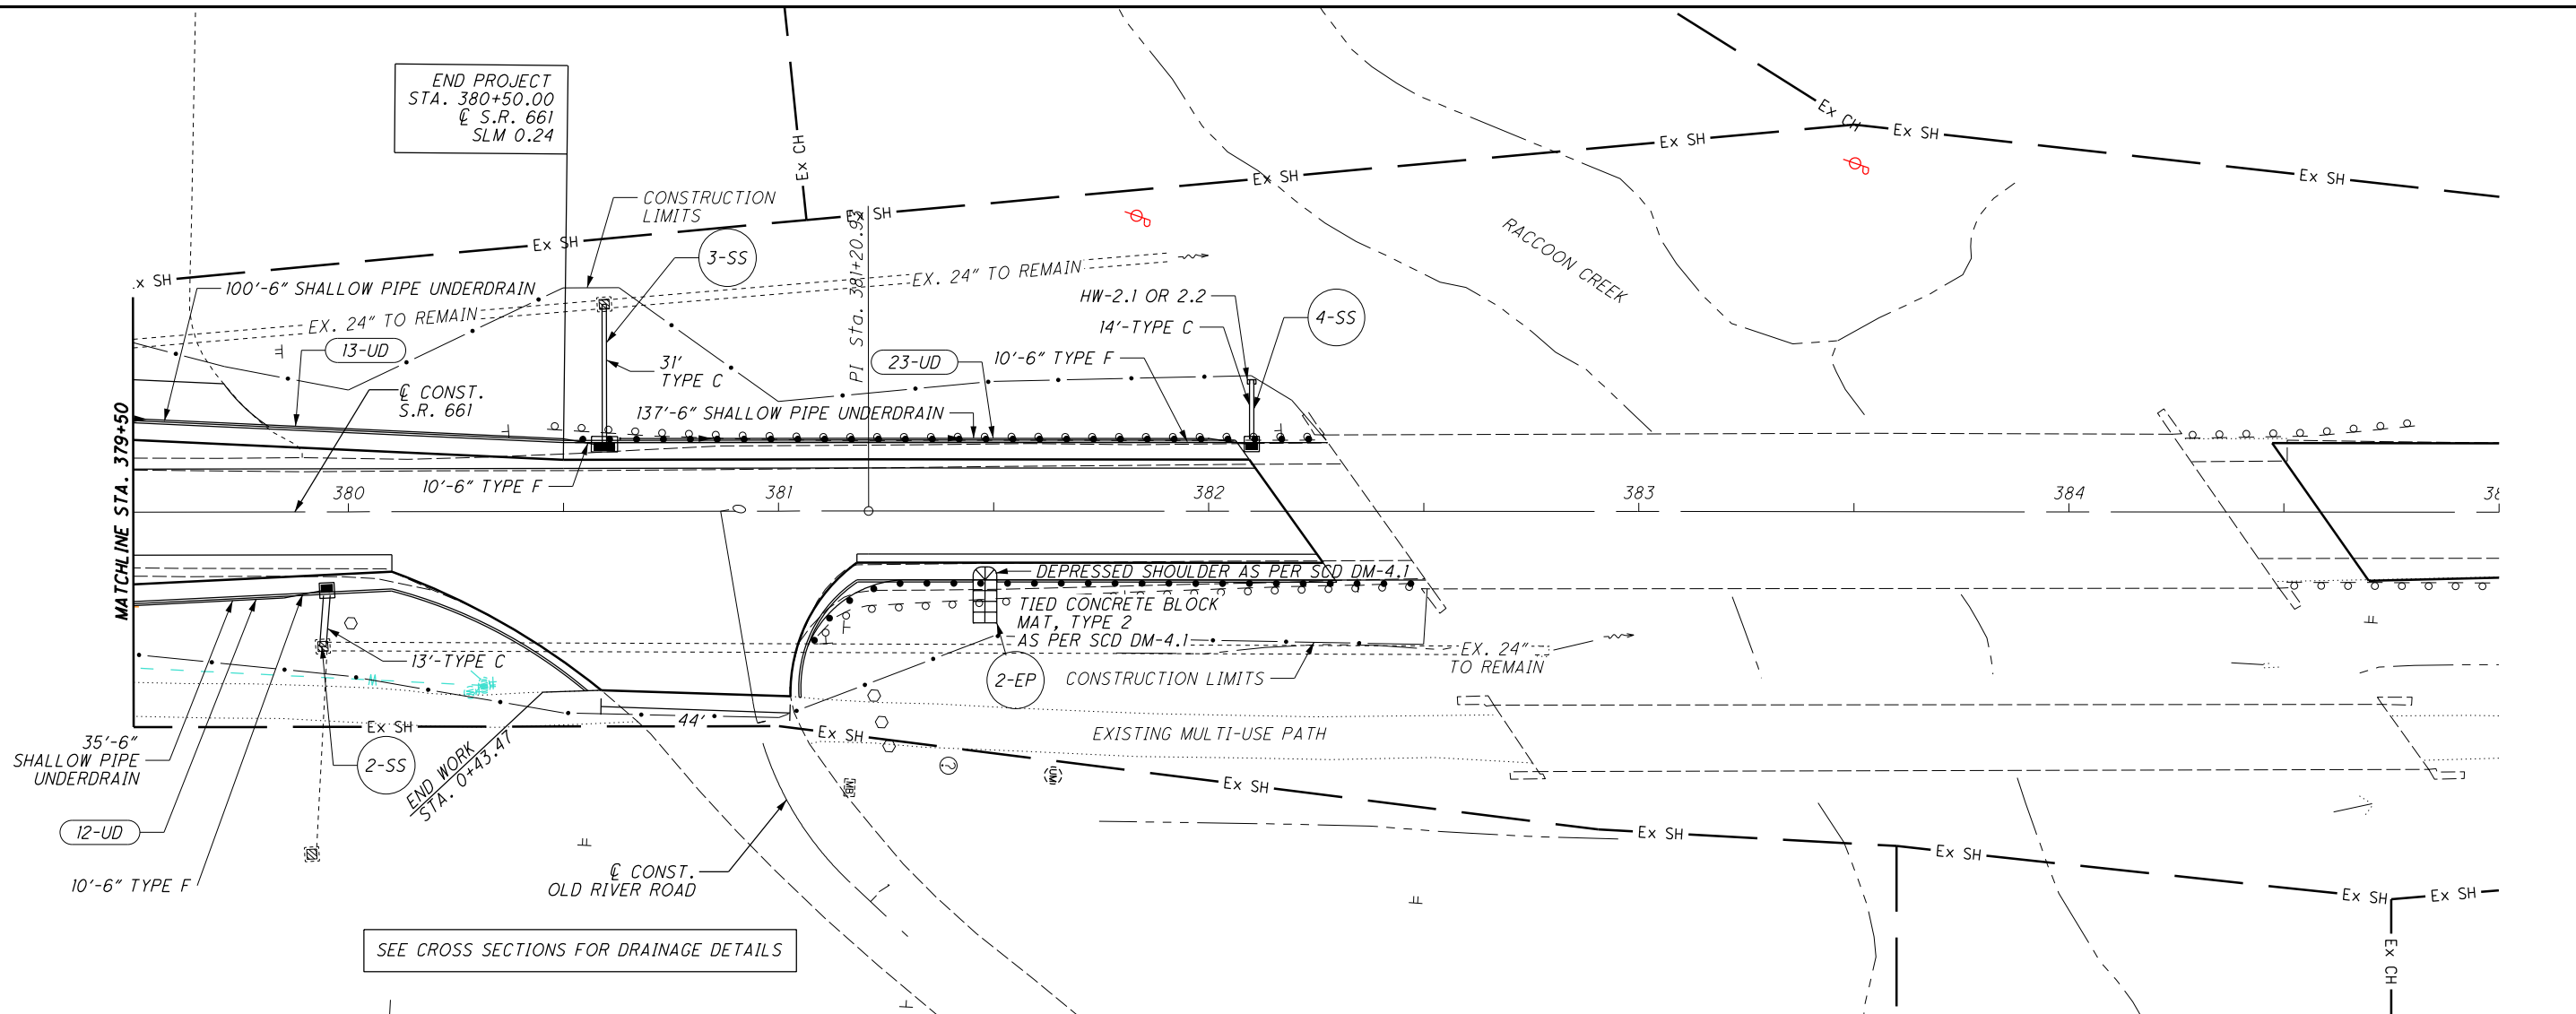 END PROJECT
STA. 380+50.00
℄ S.R. 661
SLM 0.24
Ex CH
Ex CH
Ex SH
Ex SH
Ex SH
Ex SH
Ex SH
Ex SH
x SH
CONSTRUCTION
LIMITS
3-SS
PI Sta. 381+20.93
RACCOON CREEK
100'-6" SHALLOW PIPE UNDERDRAIN
EX. 24" TO REMAIN
EX. 24" TO REMAIN
HW-2.1 OR 2.2
14'-TYPE C
4-SS
13-UD
31'
TYPE C
23-UD
10'-6" TYPE F
℄ CONST.
S.R. 661
137'-6" SHALLOW PIPE UNDERDRAIN
MATCHLINE STA. 379+50
10'-6" TYPE F
380
381
382
383
384
38
0
DEPRESSED SHOULDER AS PER SCD DM-4.1
TIED CONCRETE BLOCK
MAT, TYPE 2
AS PER SCD DM-4.1
13'-TYPE C
EX. 24"
TO REMAIN
2-EP
CONSTRUCTION LIMITS
M
44'
Ex SH
Ex SH
EXISTING MULTI-USE PATH
35'-6"
SHALLOW PIPE
UNDERDRAIN
2-SS
END WORK
STA. 0+43.47
?
UM
MB
Ex SH
12-UD
Ex SH
Ex SH
10'-6" TYPE F
℄ CONST.
OLD RIVER ROAD
1
Ex SH
Ex SH
Ex CH
SEE CROSS SECTIONS FOR DRAINAGE DETAILS